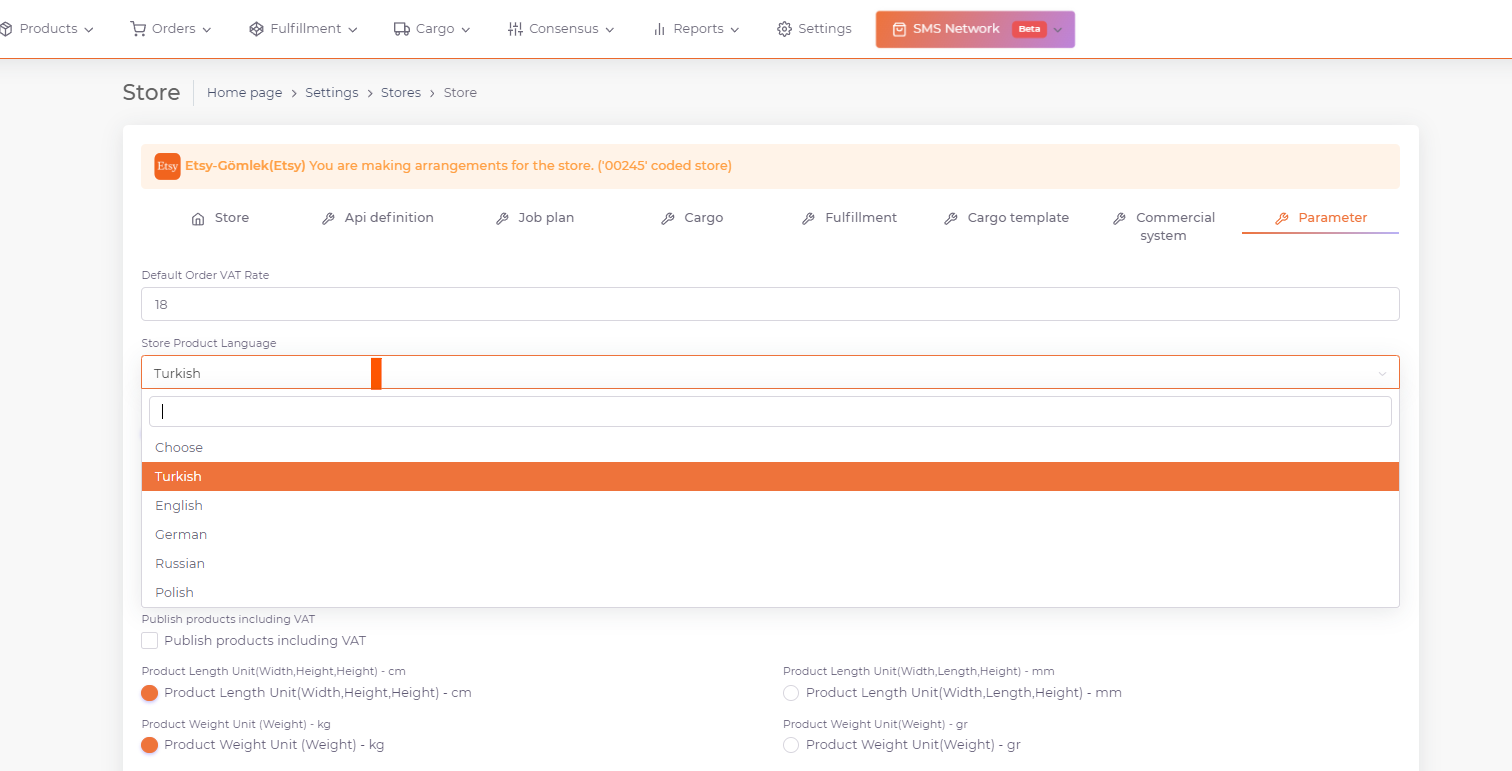 Products Orders Fulfillment Cargo Consensus Reports Settings SMS Network Beta
Store Home page > Settings > Stores > Store
Etsy Etsy-Gömlek(Etsy) You are making arrangements for the store. ('00245' coded store)
Store Api definition Job plan Cargo Fulfillment Cargo template Commercial system Parameter
Default Order VAT Rate
18
Store Product Language
Turkish
Choose
Turkish
English
German
Russian
Polish
Publish products including VAT
Publish products including VAT
Product Length Unit(Width,Height,Height) - cm Product Length Unit(Width,Length,Height) - mm
Product Length Unit(Width,Height,Height) - cm Product Length Unit(Width,Length,Height) - mm
Product Weight Unit (Weight) - kg Product Weight Unit(Weight) - gr
Product Weight Unit (Weight) - kg Product Weight Unit(Weight) - gr